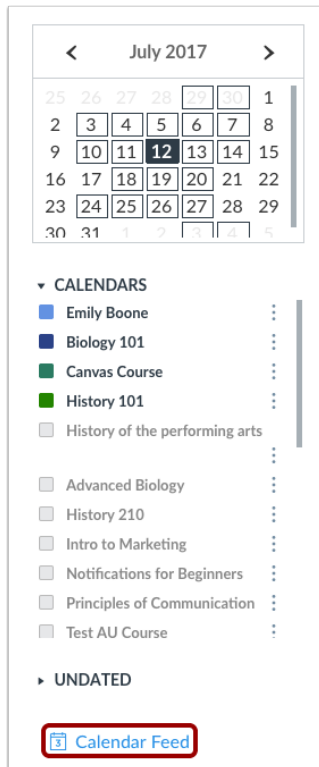 July 2017
25 26 27 28 29 30 1
2 3 4 5 6 7 8
9 10 11 12 13 14 15
16 17 18 19 20 21 22
23 24 25 26 27 28 29
30 31 1 2 3 4 5
CALENDARS
Emily Boone
Biology 101
Canvas Course
History 101
History of the performing arts
Advanced Biology
History 210
Intro to Marketing
Notifications for Beginners
Principles of Communication
Test AU Course
UNDATED
3 Calendar Feed